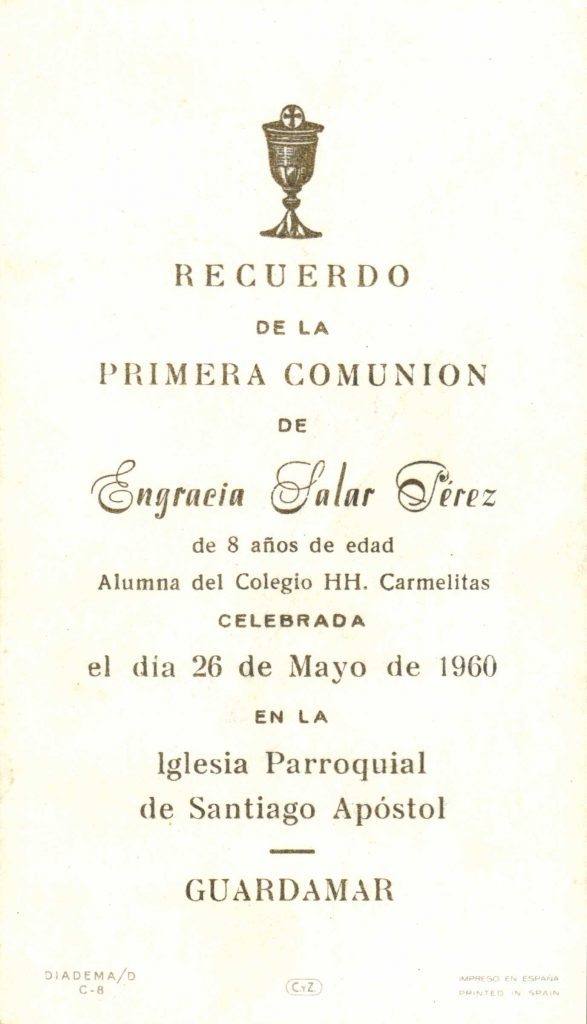 RECUERDO
DE LA
PRIMERA COMUNION
DE
Engracia Salar Pérez
de 8 años de edad
Alumna del Colegio HH. Carmelitas
CELEBRADA
el dia 26 de Mayo de 1960
EN LA
Iglesia Parroquial
de Santiago Apóstol
GUARDAMAR
DIADEMA/D
C-8
C.YZ.
IMPRESO EN ESPAÑA
PRINTED IN SPAIN